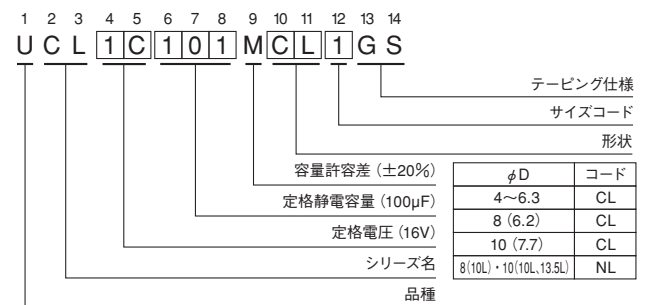 1 2 3 4 5 6 7 8 9 10 11 12 13 14
U C L 1 C 1 0 1 M C L 1 G S
テーピング仕様
サイズコード
形状
容量許容差 (±20%)
定格静電容量 (100µF)
定格電圧 (16V)
シリーズ名
品種
φD コード
4～6.3 CL
8 (6.2) CL
10 (7.7) CL
8(10L)・10(10L、13.5L) NL